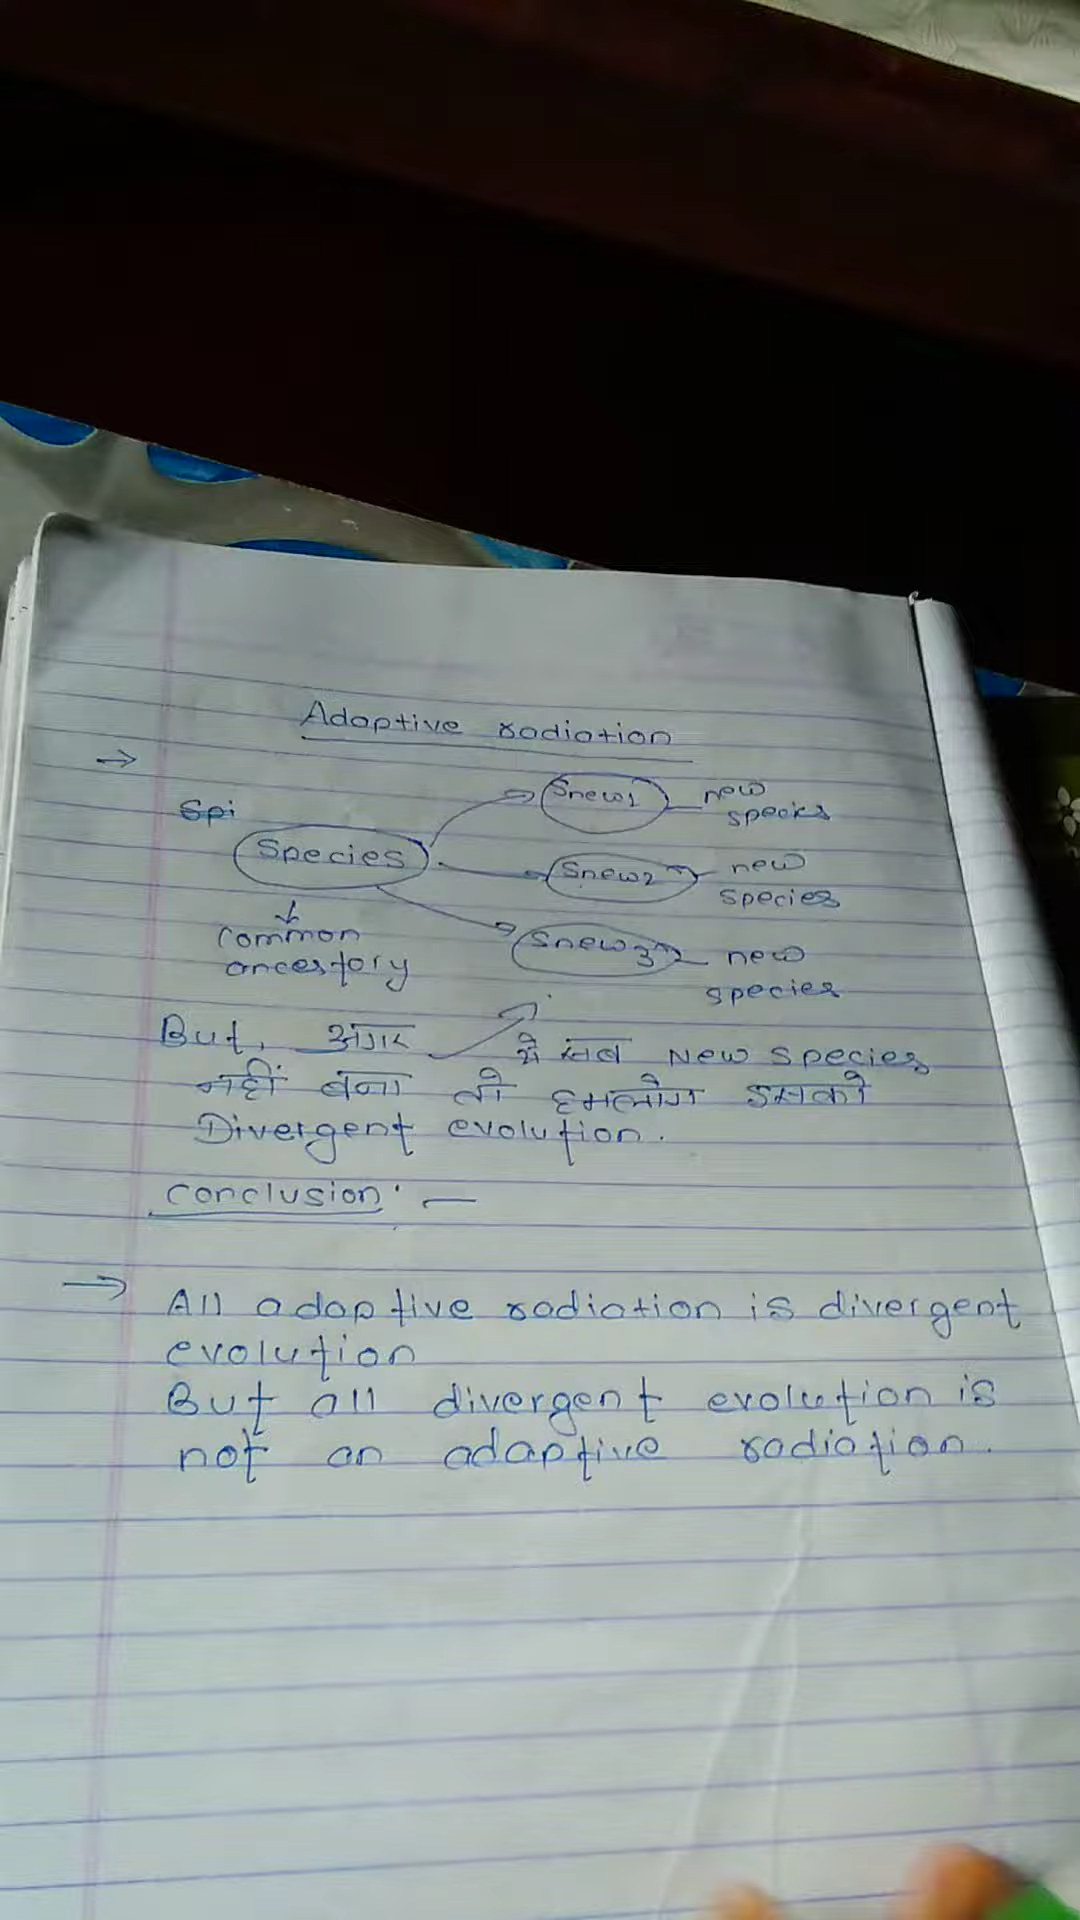 Adaptive radiation
→
Spi
Snew1 new
species
Species
Snew2 new
species
common
ancestory
Snew3 new
species
But, अगर ये सब New species
नहीं बना तो हमलोग इसको
Divergent evolution.
conclusion :—
→ All adaptive radiation is divergent
evolution
But all divergent evolution is
not an adaptive radiation.